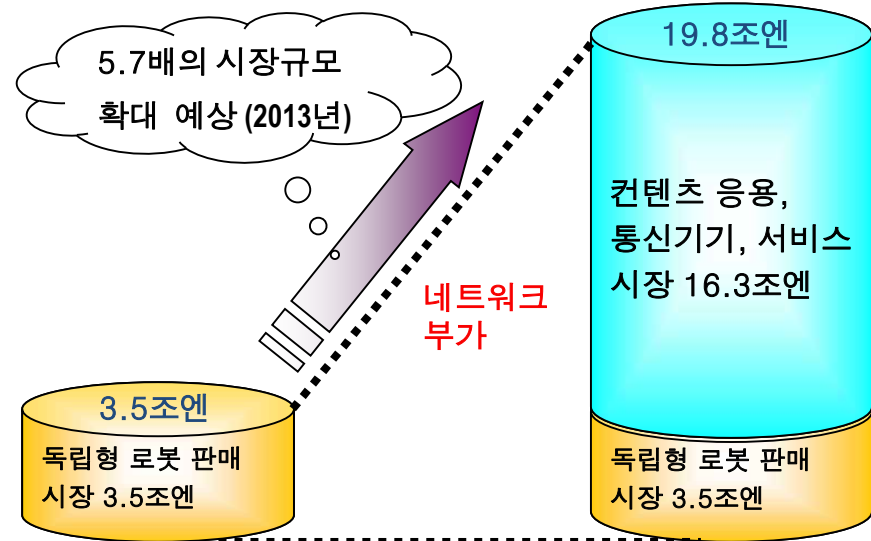 5.7배의 시장규모
확대 예상 (2013년)
19.8조엔
컨텐츠 응용,
통신기기, 서비스
시장 16.3조엔
네트워크
부가
3.5조엔
독립형 로봇 판매
시장 3.5조엔
독립형 로봇 판매
시장 3.5조엔